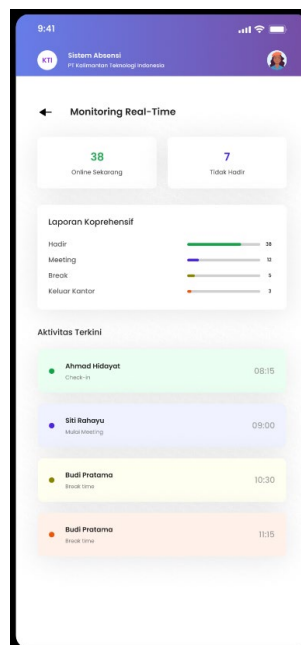 9:41
KTI
Sistem Absensi
PT Kalimantan Teknologi Indonesia
Monitoring Real-Time
38
Online Sekarang
7
Tidak Hadir
Laporan Koprehensif
Hadir 38
Meeting 12
Break 5
Keluar Kantor 3
Aktivitas Terkini
Ahmad Hidayat
Check-in
08:15
Siti Rahayu
Mulai Meeting
09:00
Budi Pratama
Break time
10:30
Budi Pratama
Break time
11:15